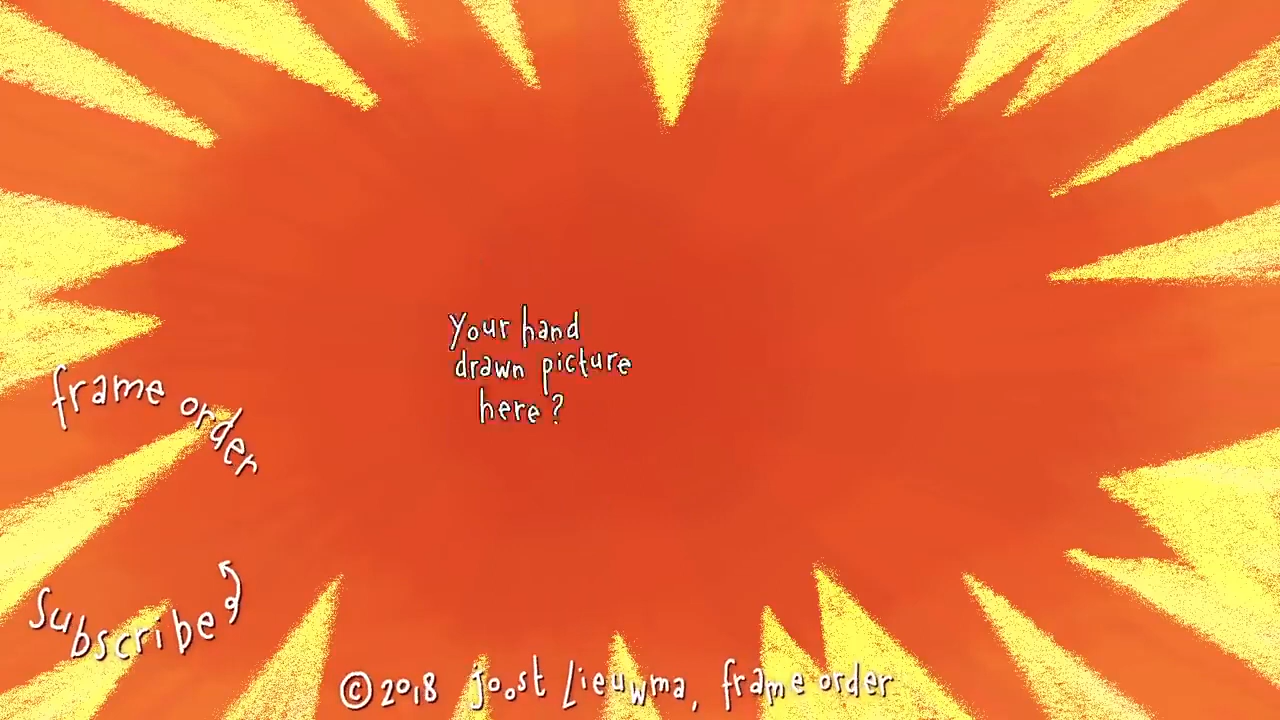 Your hand
drawn picture
here?
frame order
Subscribe
©2018 Joost Lieuwma, frame order